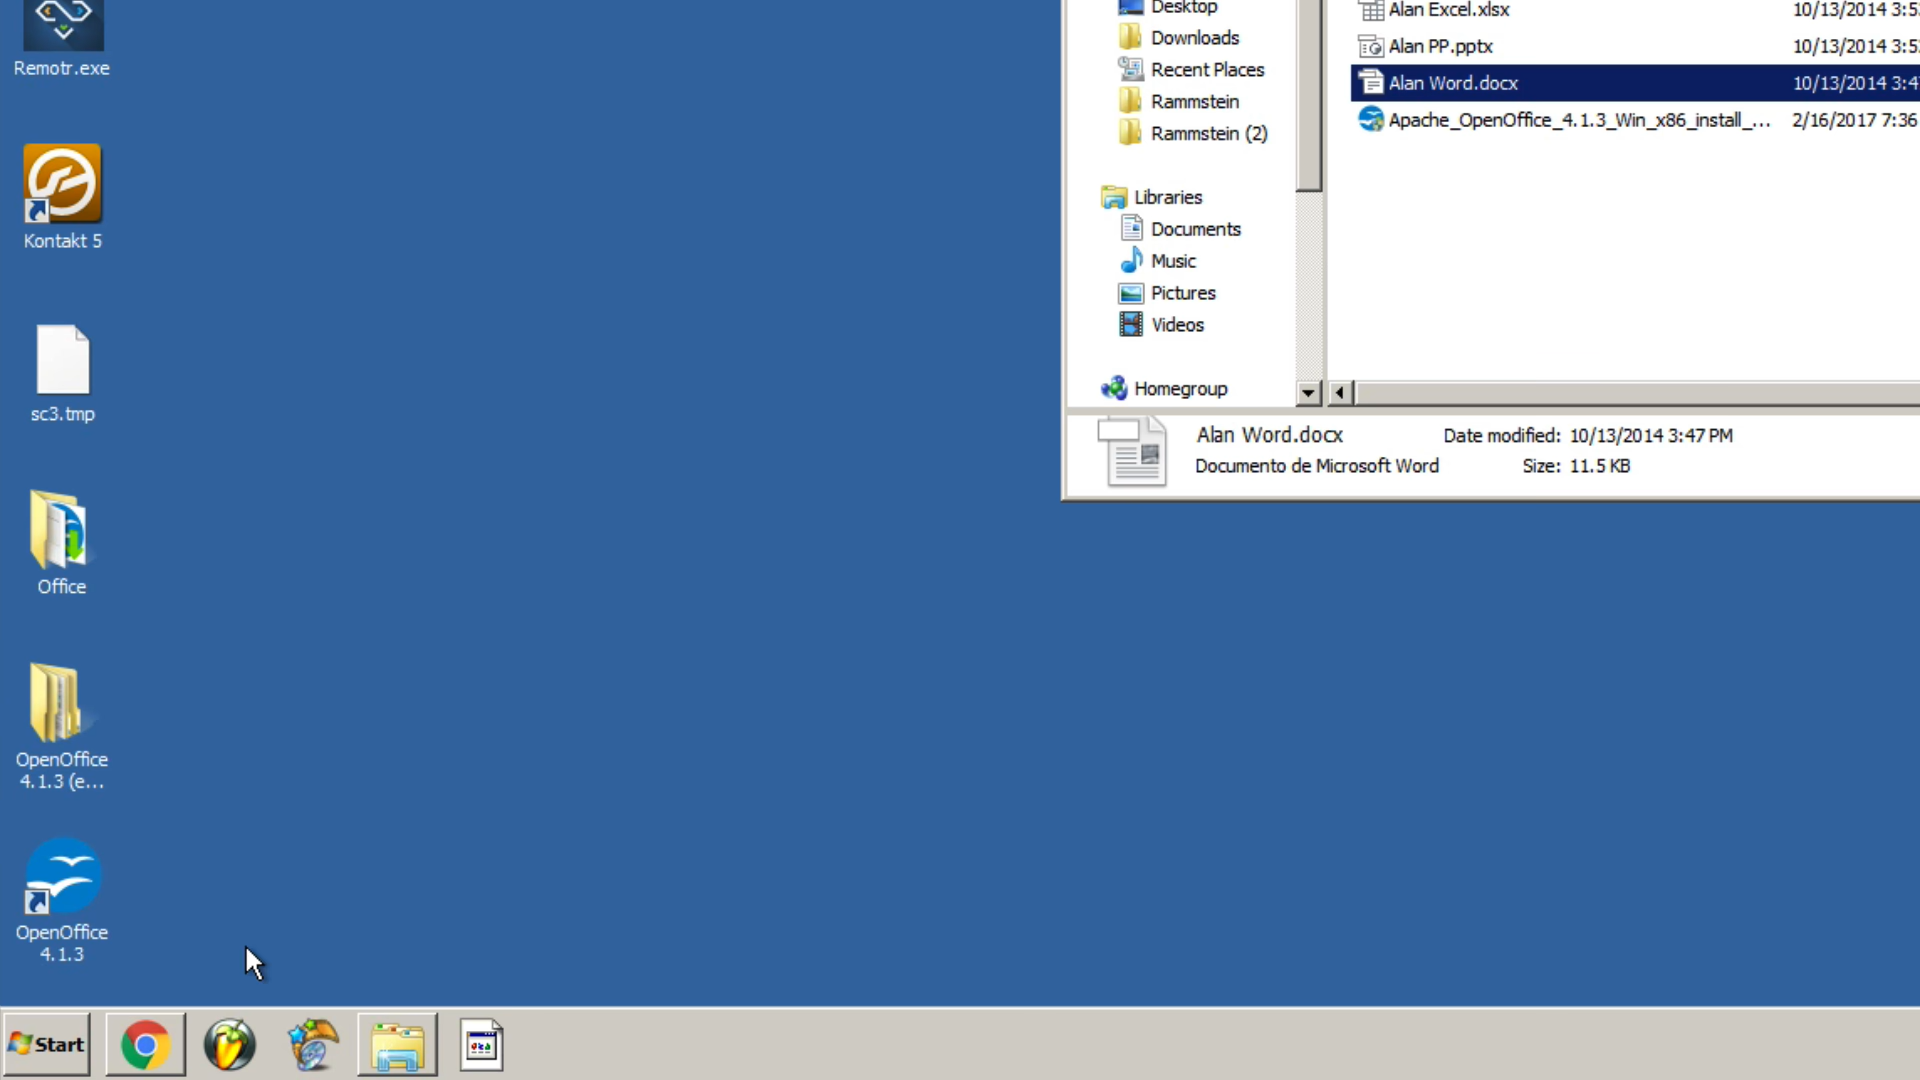 Remotr.exe
Kontakt 5
sc3.tmp
Office
OpenOffice
4.1.3 (e...
OpenOffice
4.1.3
Start
Desktop
Downloads
Recent Places
Rammstein
Rammstein (2)
Libraries
Documents
Music
Pictures
Videos
Homegroup
Alan Excel.xlsx 10/13/2014 3:5
Alan PP.pptx 10/13/2014 3:5
Alan Word.docx 10/13/2014 3:4
Apache_OpenOffice_4.1.3_Win_x86_install_... 2/16/2017 7:36
Alan Word.docx Date modified: 10/13/2014 3:47 PM
Documento de Microsoft Word Size: 11.5 KB